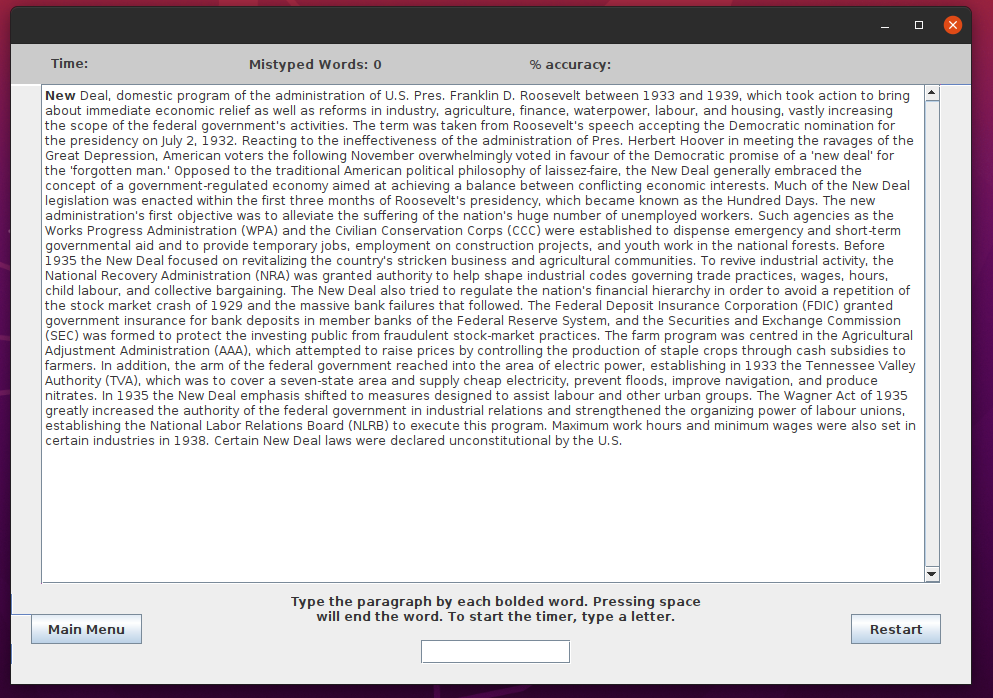 Time:
Mistyped Words: 0
% accuracy:
New Deal, domestic program of the administration of U.S. Pres. Franklin D. Roosevelt between 1933 and 1939, which took action to bring
about immediate economic relief as well as reforms in industry, agriculture, finance, waterpower, labour, and housing, vastly increasing
the scope of the federal government's activities. The term was taken from Roosevelt's speech accepting the Democratic nomination for
the presidency on July 2, 1932. Reacting to the ineffectiveness of the administration of Pres. Herbert Hoover in meeting the ravages of the
Great Depression, American voters the following November overwhelmingly voted in favour of the Democratic promise of a 'new deal' for
the 'forgotten man.' Opposed to the traditional American political philosophy of laissez-faire, the New Deal generally embraced the
concept of a government-regulated economy aimed at achieving a balance between conflicting economic interests. Much of the New Deal
legislation was enacted within the first three months of Roosevelt's presidency, which became known as the Hundred Days. The new
administration's first objective was to alleviate the suffering of the nation's huge number of unemployed workers. Such agencies as the
Works Progress Administration (WPA) and the Civilian Conservation Corps (CCC) were established to dispense emergency and short-term
governmental aid and to provide temporary jobs, employment on construction projects, and youth work in the national forests. Before
1935 the New Deal focused on revitalizing the country's stricken business and agricultural communities. To revive industrial activity, the
National Recovery Administration (NRA) was granted authority to help shape industrial codes governing trade practices, wages, hours,
child labour, and collective bargaining. The New Deal also tried to regulate the nation's financial hierarchy in order to avoid a repetition of
the stock market crash of 1929 and the massive bank failures that followed. The Federal Deposit Insurance Corporation (FDIC) granted
government insurance for bank deposits in member banks of the Federal Reserve System, and the Securities and Exchange Commission
(SEC) was formed to protect the investing public from fraudulent stock-market practices. The farm program was centred in the Agricultural
Adjustment Administration (AAA), which attempted to raise prices by controlling the production of staple crops through cash subsidies to
farmers. In addition, the arm of the federal government reached into the area of electric power, establishing in 1933 the Tennessee Valley
Authority (TVA), which was to cover a seven-state area and supply cheap electricity, prevent floods, improve navigation, and produce
nitrates. In 1935 the New Deal emphasis shifted to measures designed to assist labour and other urban groups. The Wagner Act of 1935
greatly increased the authority of the federal government in industrial relations and strengthened the organizing power of labour unions,
establishing the National Labor Relations Board (NLRB) to execute this program. Maximum work hours and minimum wages were also set in
certain industries in 1938. Certain New Deal laws were declared unconstitutional by the U.S.
Type the paragraph by each bolded word. Pressing space
will end the word. To start the timer, type a letter.
Main Menu
Restart